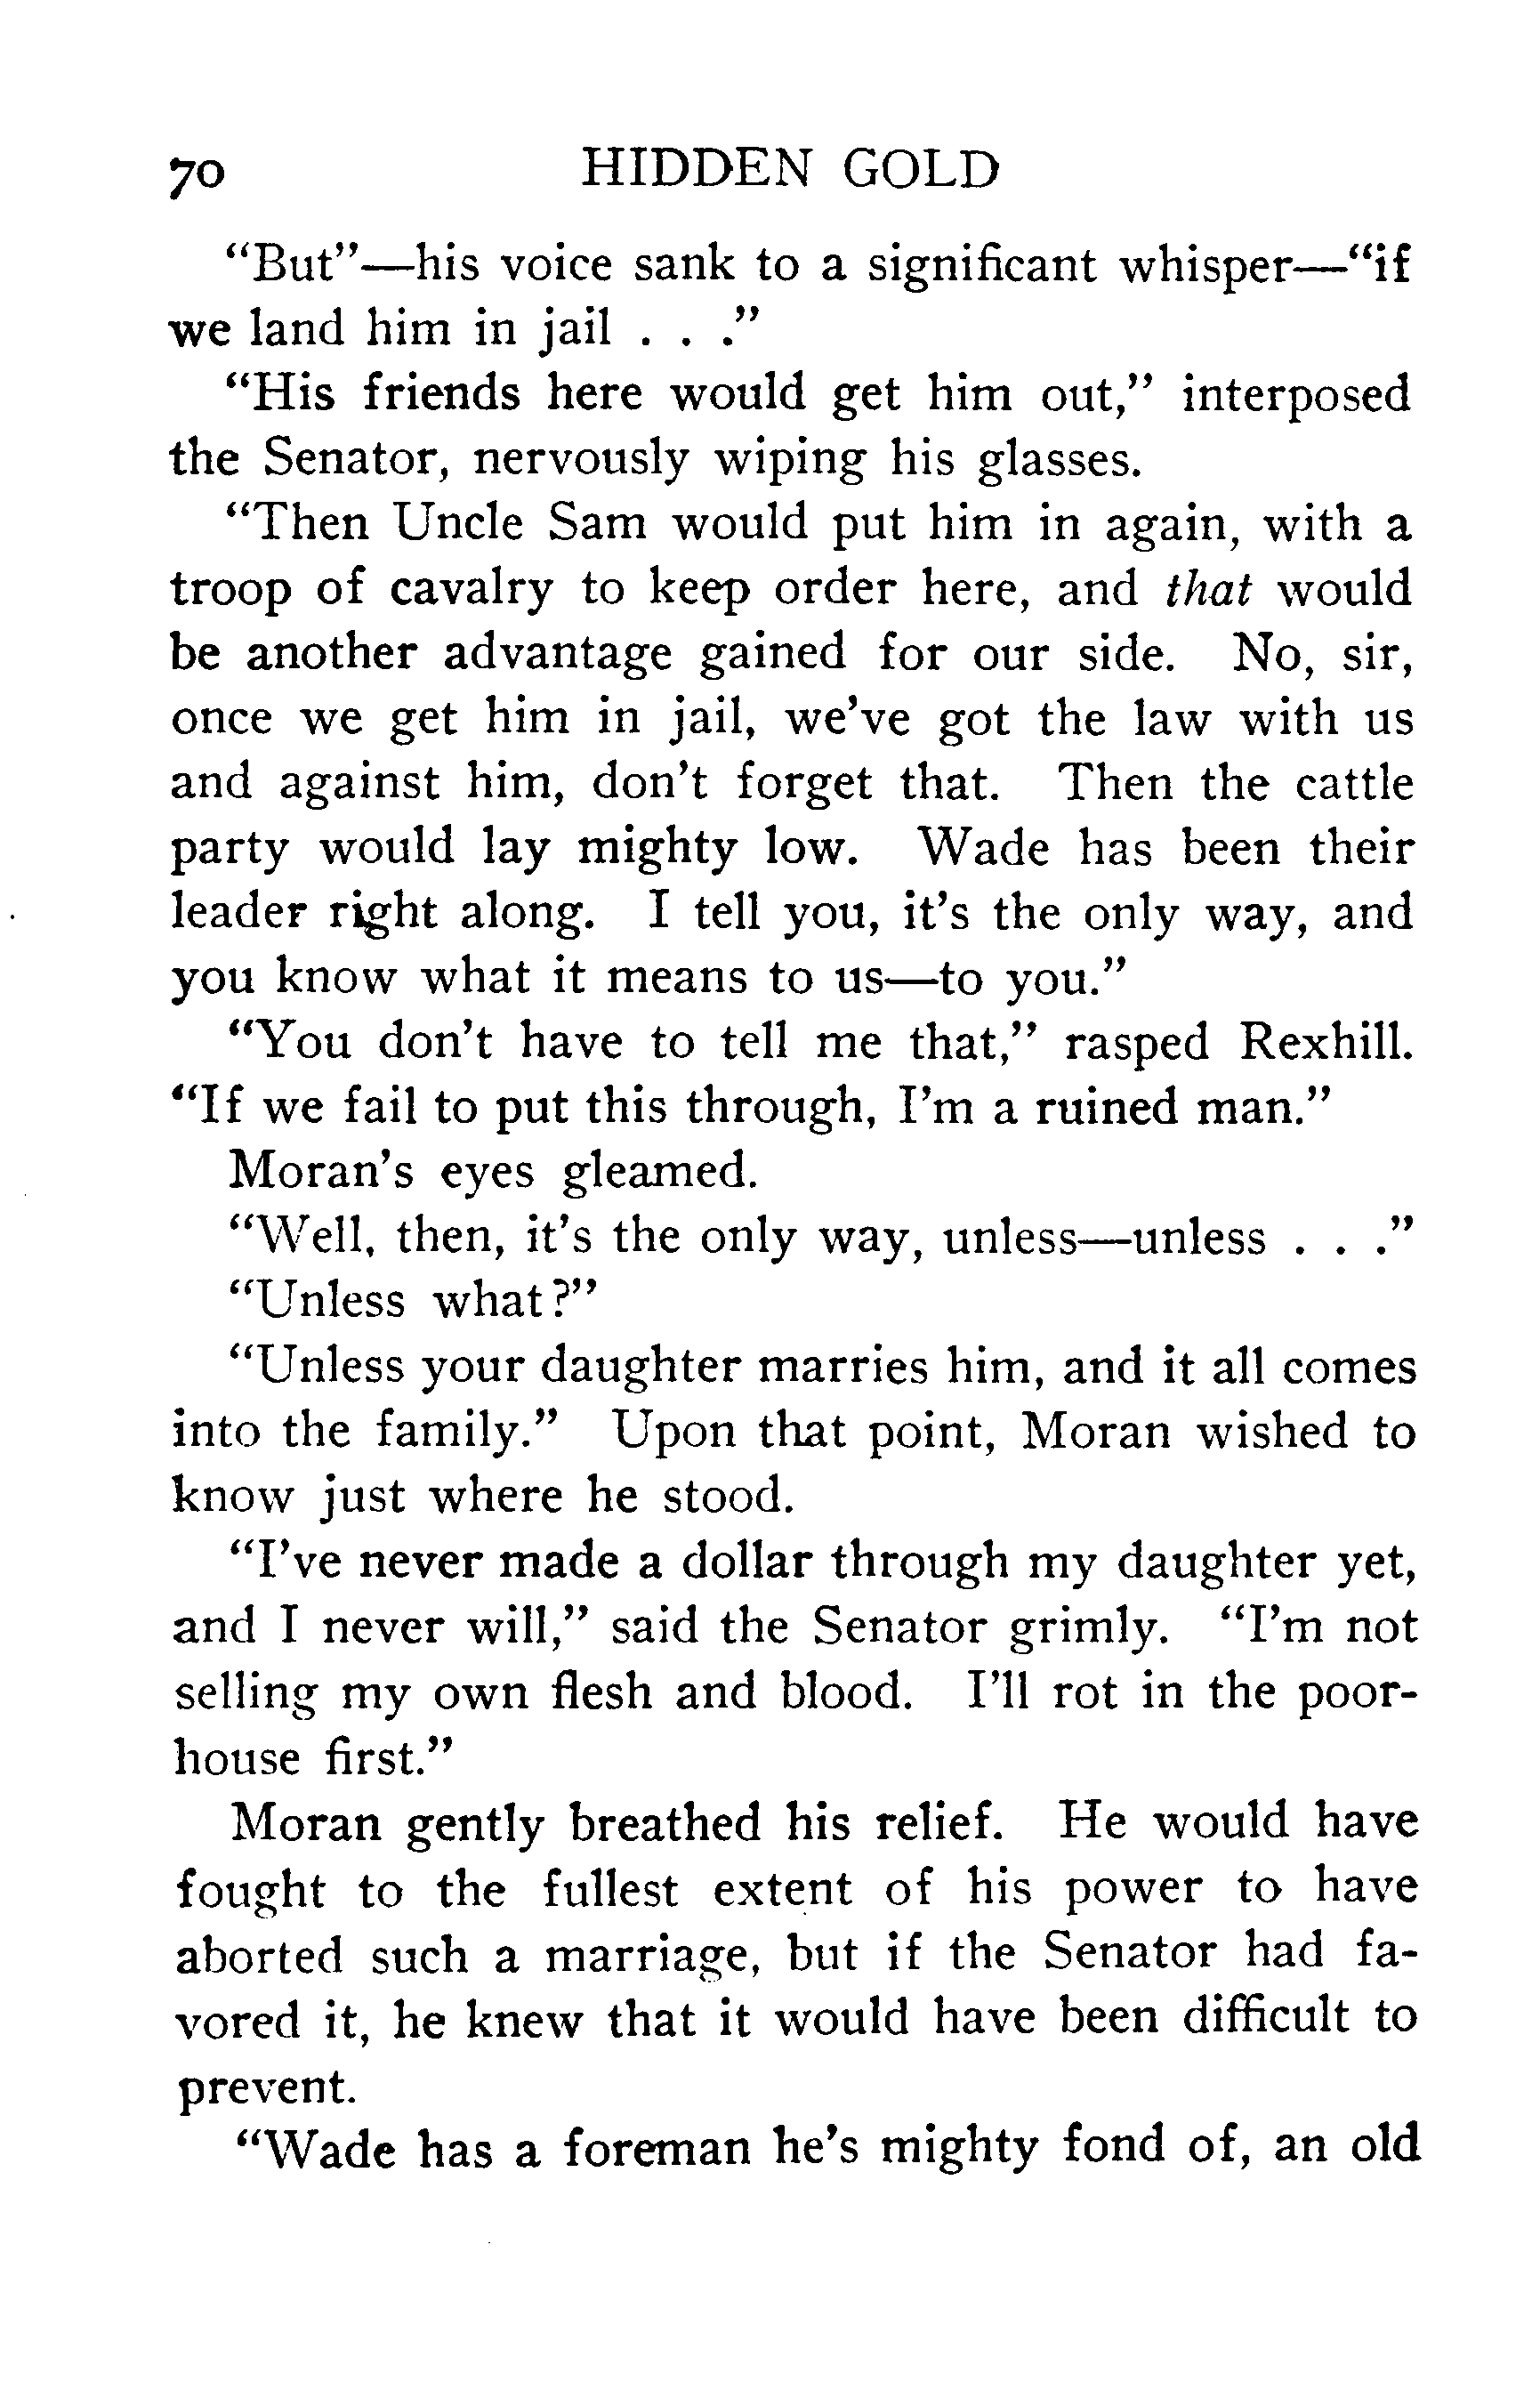 70 HIDDEN GOLD
“But”—his voice sank to a significant whisper—“if
we land him in jail . . .”
“His friends here would get him out,” interposed
the Senator, nervously wiping his glasses.
“Then Uncle Sam would put him in again, with a
troop of cavalry to keep order here, and that would
be another advantage gained for our side. No, sir,
once we get him in jail, we’ve got the law with us
and against him, don’t forget that. Then the cattle
party would lay mighty low. Wade has been their
leader right along. I tell you, it’s the only way, and
you know what it means to us—to you.”
“You don’t have to tell me that,” rasped Rexhill.
“If we fail to put this through, I’m a ruined man.”
Moran’s eyes gleamed.
“Well, then, it’s the only way, unless—unless . . .”
“Unless what?”
“Unless your daughter marries him, and it all comes
into the family.” Upon that point, Moran wished to
know just where he stood.
“I’ve never made a dollar through my daughter yet,
and I never will,” said the Senator grimly. “I’m not
selling my own flesh and blood. I’ll rot in the poor-
house first.”
Moran gently breathed his relief. He would have
fought to the fullest extent of his power to have
aborted such a marriage, but if the Senator had fa-
vored it, he knew that it would have been difficult to
prevent.
“Wade has a foreman he’s mighty fond of, an old